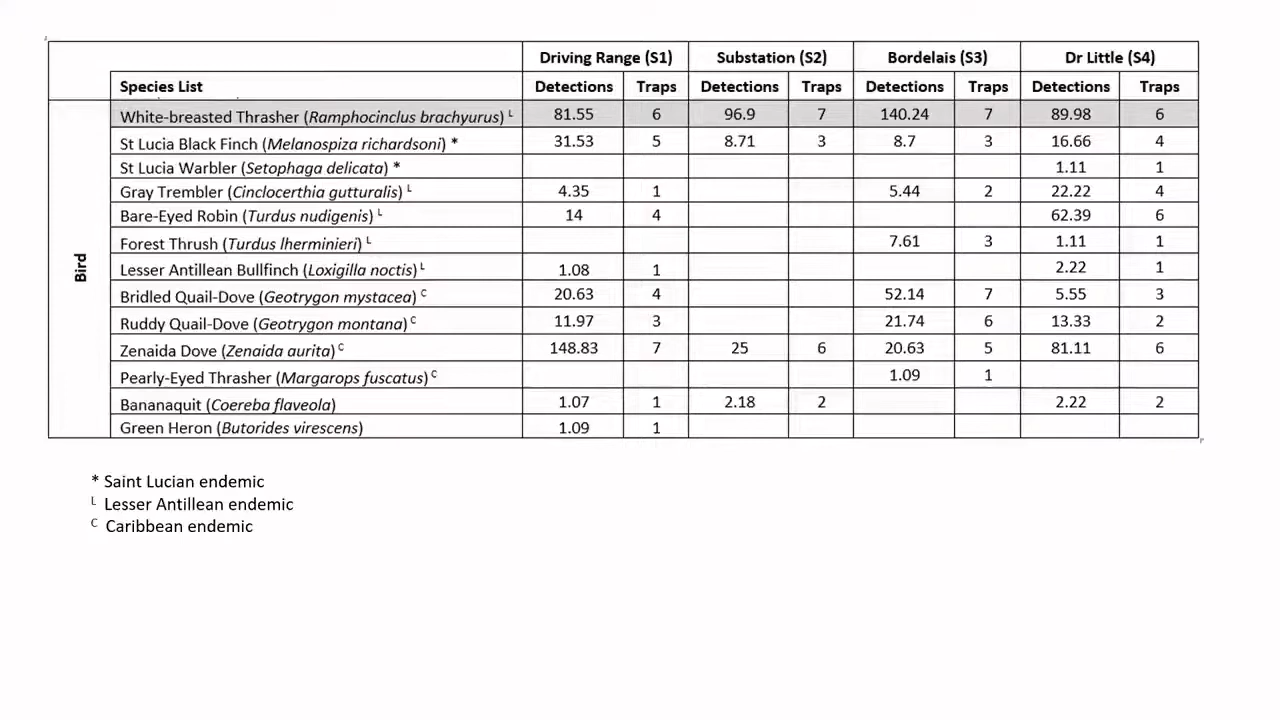 Driving Range (S1) Substation (S2) Bordelais (S3) Dr Little (S4)
Species List Detections Traps Detections Traps Detections Traps Detections Traps
Bird
White-breasted Thrasher (Ramphocinclus brachyurus) L 81.55 6 96.9 7 140.24 7 89.98 6
St Lucia Black Finch (Melanospiza richardsoni) * 31.53 5 8.71 3 8.7 3 16.66 4
St Lucia Warbler (Setophaga delicata) * 1.11 1
Gray Trembler (Cinclocerthia gutturalis) L 4.35 1 5.44 2 22.22 4
Bare-Eyed Robin (Turdus nudigenis) L 14 4 62.39 6
Forest Thrush (Turdus lherminieri) L 7.61 3 1.11 1
Lesser Antillean Bullfinch (Loxigilla noctis) L 1.08 1 2.22 1
Bridled Quail-Dove (Geotrygon mystacea) C 20.63 4 52.14 7 5.55 3
Ruddy Quail-Dove (Geotrygon montana) C 11.97 3 21.74 6 13.33 2
Zenaida Dove (Zenaida aurita) C 148.83 7 25 6 20.63 5 81.11 6
Pearly-Eyed Thrasher (Margarops fuscatus) C 1.09 1
Bananaquit (Coereba flaveola) 1.07 1 2.18 2 2.22 2
Green Heron (Butorides virescens) 1.09 1
* Saint Lucian endemic
L Lesser Antillean endemic
C Caribbean endemic